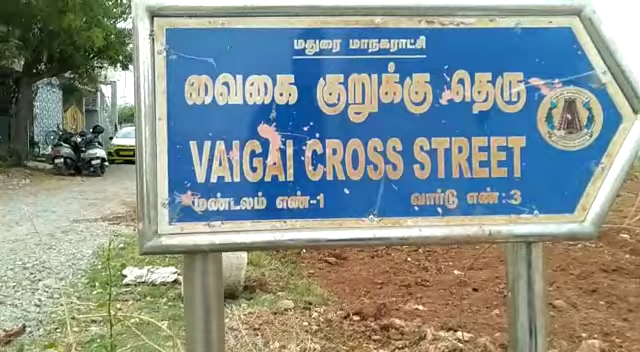 மதுரை மாநகராட்சி
வைகை குறுக்கு தெரு
VAIGAI CROSS STREET
மண்டலம் எண்-1 வார்டு எண்:3